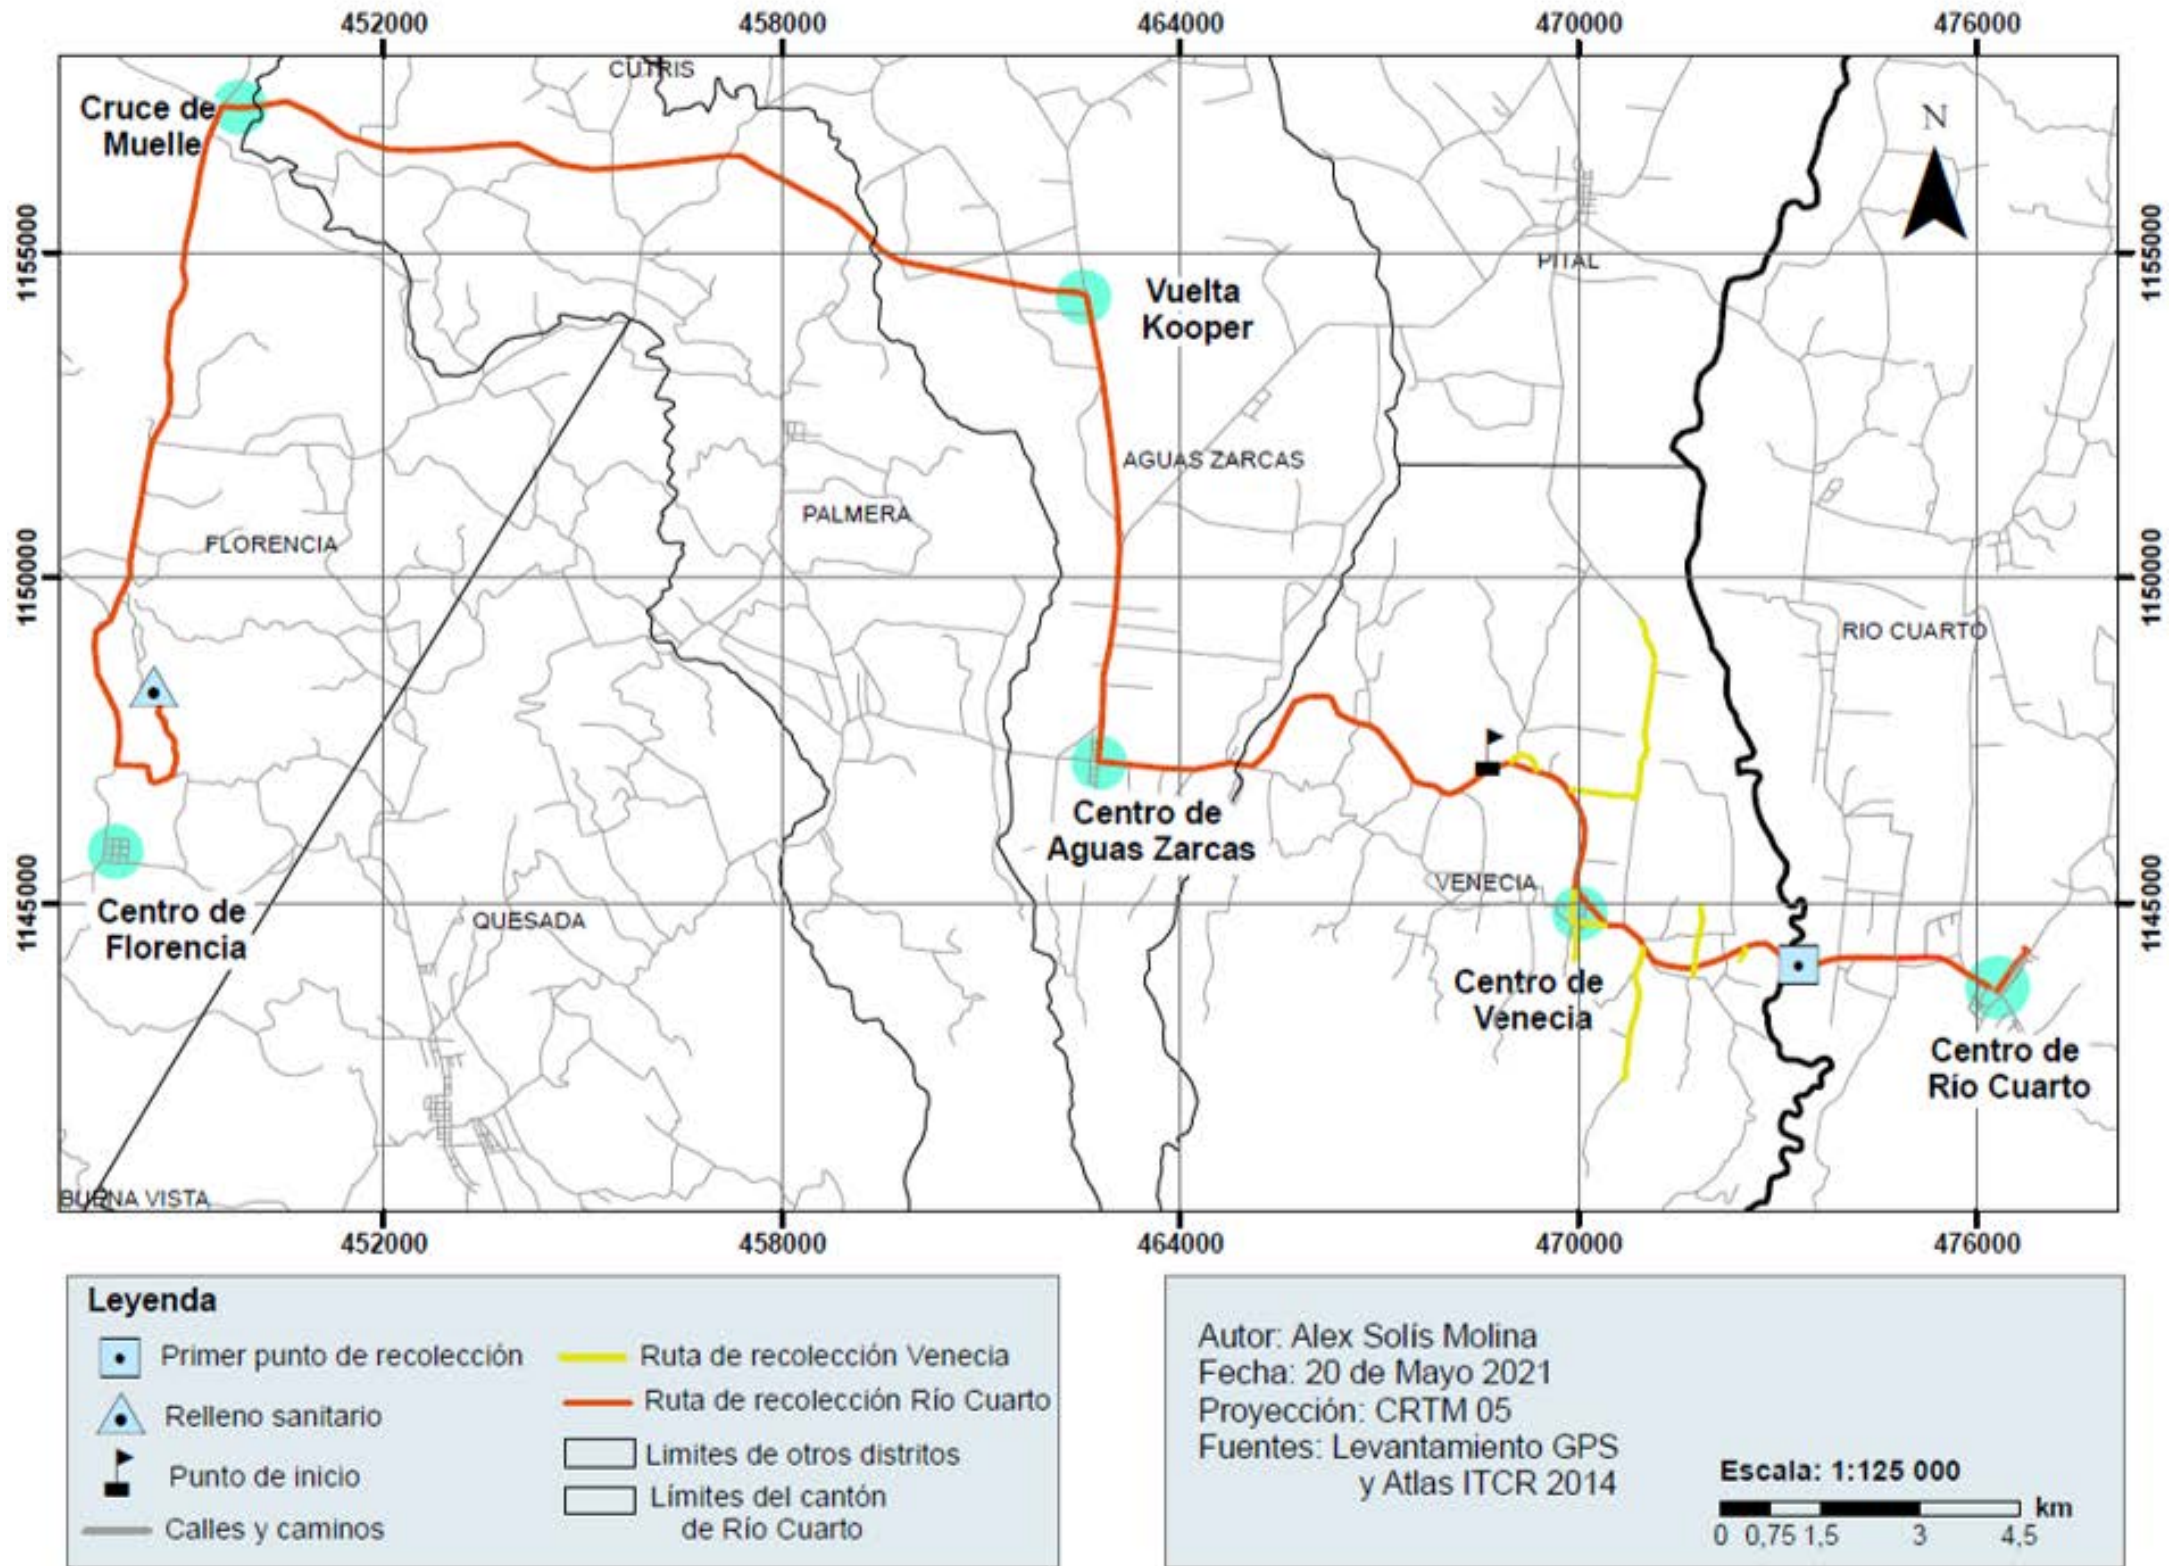 452000 458000 464000 470000 476000
CUTRIS
Cruce de
Muelle
N
1155000
1155000
PITAL
Vuelta
Kooper
AGUAS ZARCAS
PALMERA
FLORENCIA
1150000
1150000
RIO CUARTO
Centro de
Aguas Zarcas
VENECIA
1145000
1145000
Centro de
Florencia
QUESADA
Centro de
Venecia
Centro de
Río Cuarto
BUENA VISTA
452000 458000 464000 470000 476000
Leyenda
Primer punto de recolección
Relleno sanitario
Punto de inicio
Calles y caminos
Ruta de recolección Venecia
Ruta de recolección Río Cuarto
Limites de otros distritos
Límites del cantón
de Río Cuarto
Autor: Alex Solís Molina
Fecha: 20 de Mayo 2021
Proyección: CRTM 05
Fuentes: Levantamiento GPS
y Atlas ITCR 2014
Escala: 1:125 000
km
0 0,75 1,5 3 4,5